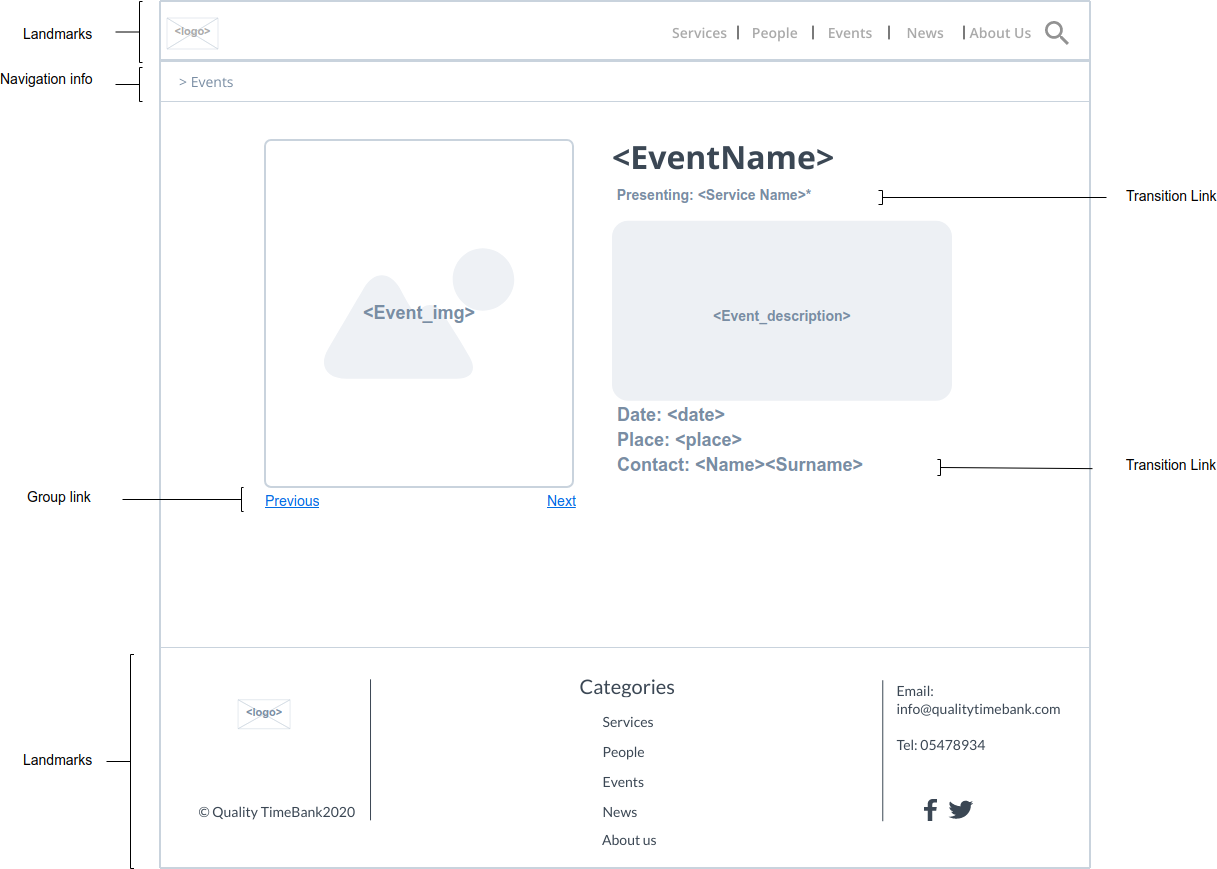 Landmarks
<logo>
Services | People | Events | News | About Us
Navigation info
> Events
<EventName>
Presenting: <Service Name>*
Transition Link
<Event_img>
<Event_description>
Date: <date>
Place: <place>
Contact: <Name><Surname>
Transition Link
Group link
Previous
Next
Landmarks
<logo>
© Quality TimeBank2020
Categories
Services
People
Events
News
About us
Email:
info@qualitytimebank.com
Tel: 05478934